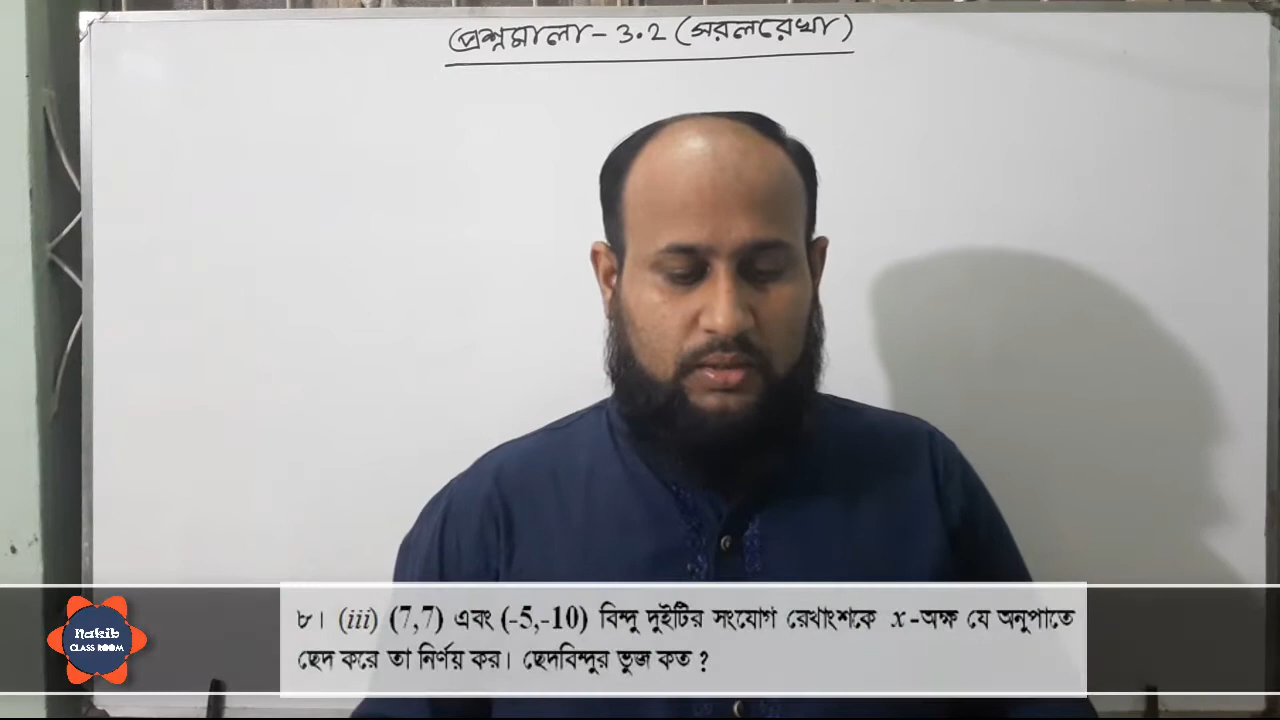 প্রশ্নমালা - 3.2 (সরলরেখা)
৮। (iii) (7,7) এবং (-5,-10) বিন্দু দুইটির সংযোগ রেখাংশকে x-অক্ষ যে অনুপাতে
ছেদ করে তা নির্ণয় কর। ছেদবিন্দুর ভুজ কত ?
Nakib
CLASS ROOM